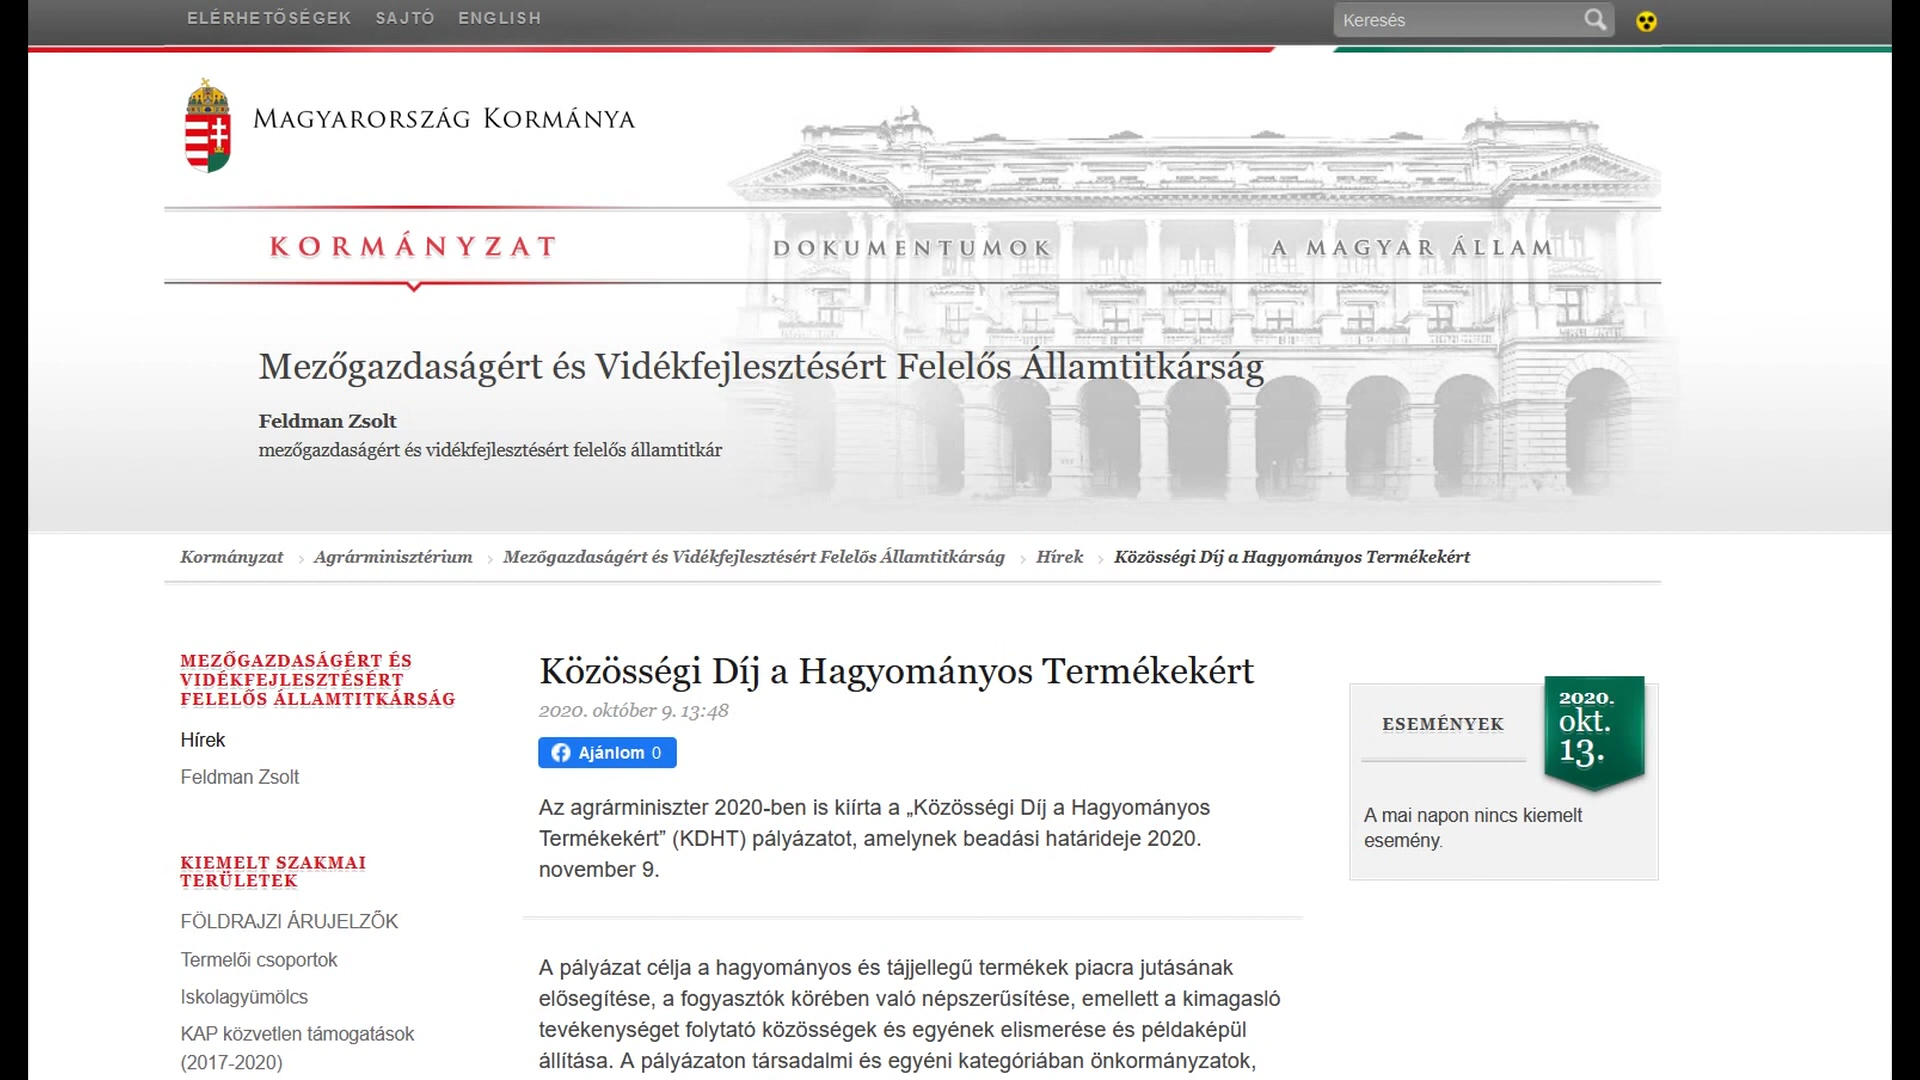 ELÉRHETŐSÉGEK SAJTÓ ENGLISH
Keresés
MAGYARORSZÁG KORMÁNYA
KORMÁNYZAT DOKUMENTUMOK A MAGYAR ÁLLAM
Mezőgazdaságért és Vidékfejlesztésért Felelős Államtitkárság
Feldman Zsolt
mezőgazdaságért és vidékfejlesztésért felelős államtitkár
Kormányzat › Agrárminisztérium › Mezőgazdaságért és Vidékfejlesztésért Felelős Államtitkárság › Hírek › Közösségi Díj a Hagyományos Termékekért
MEZŐGAZDASÁGÉRT ÉS
VIDÉKFEJLESZTÉSÉRT
FELELŐS ÁLLAMTITKÁRSÁG
Hírek
Feldman Zsolt
KIEMELT SZAKMAI
TERÜLETEK
FÖLDRAJZI ÁRUJELZŐK
Termelői csoportok
Iskolagyümölcs
KAP közvetlen támogatások
(2017-2020)
Közösségi Díj a Hagyományos Termékekért
2020. október 9. 13:48
Ajánlom 0
Az agrárminiszter 2020-ben is kiírta a „Közösségi Díj a Hagyományos
Termékekért” (KDHT) pályázatot, amelynek beadási határideje 2020.
november 9.
A pályázat célja a hagyományos és tájjellegű termékek piacra jutásának
elősegítése, a fogyasztók körében való népszerűsítése, emellett a kimagasló
tevékenységet folytató közösségek és egyének elismerése és példaképül
állítása. A pályázaton társadalmi és egyéni kategóriában önkormányzatok,
ESEMÉNYEK
2020.
okt.
13.
A mai napon nincs kiemelt
esemény.